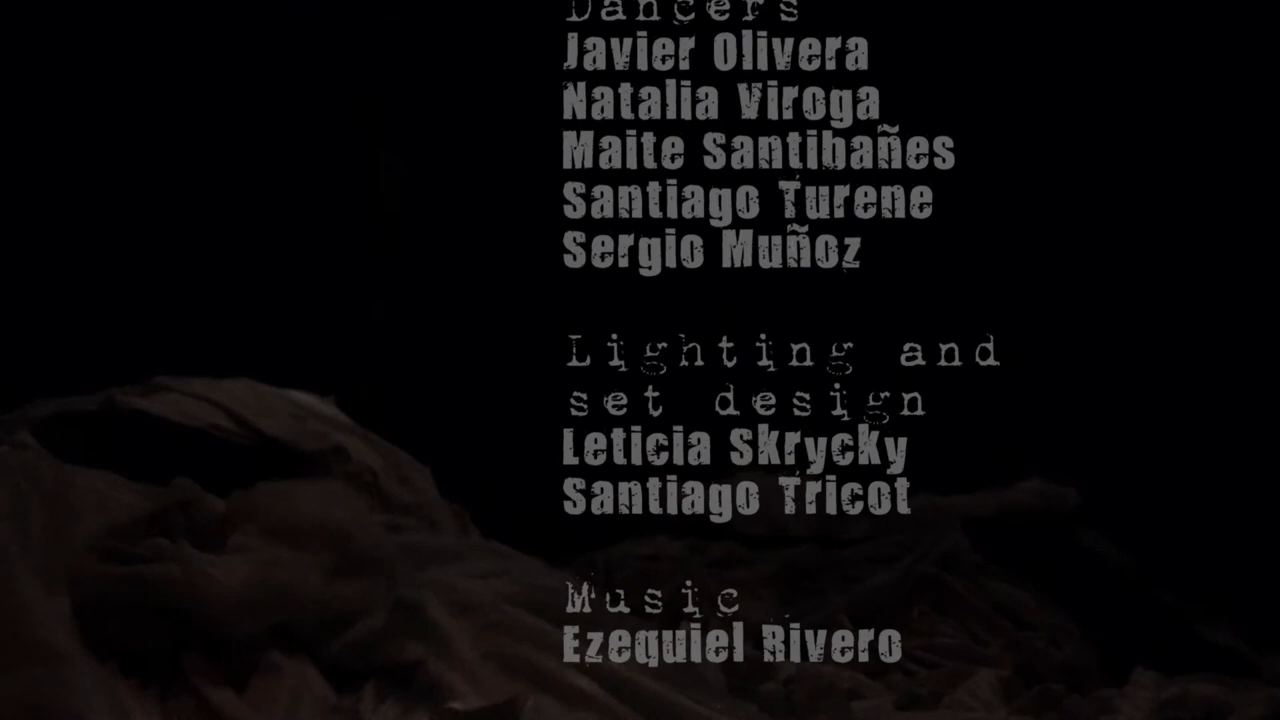 Dancers
Javier Olivera
Natalia Viroga
Maite Santibañes
Santiago Turene
Sergio Muñoz
Lighting and
set design
Leticia Skrycky
Santiago Tricot
Music
Ezequiel Rivero